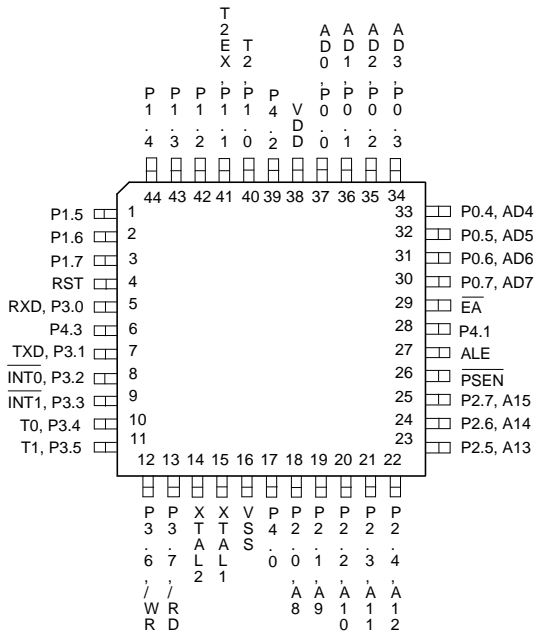 P1.4
P1.3
P1.2
T2EX,P1.1
T2,P1.0
P4.2
VDD
AD0,P0.0
AD1,P0.1
AD2,P0.2
AD3,P0.3
44 43 42 41 40 39 38 37 36 35 34
P1.5 1
P1.6 2
P1.7 3
RST 4
RXD, P3.0 5
P4.3 6
TXD, P3.1 7
INT0, P3.2 8
INT1, P3.3 9
T0, P3.4 10
T1, P3.5 11
33 P0.4, AD4
32 P0.5, AD5
31 P0.6, AD6
30 P0.7, AD7
29 EA
28 P4.1
27 ALE
26 PSEN
25 P2.7, A15
24 P2.6, A14
23 P2.5, A13
12 13 14 15 16 17 18 19 20 21 22
P3.6,/WR
P3.7,/RD
XTAL2
XTAL1
VSS
P4.0
P2.0,A8
P2.1,A9
P2.2,A10
P2.3,A11
P2.4,A12